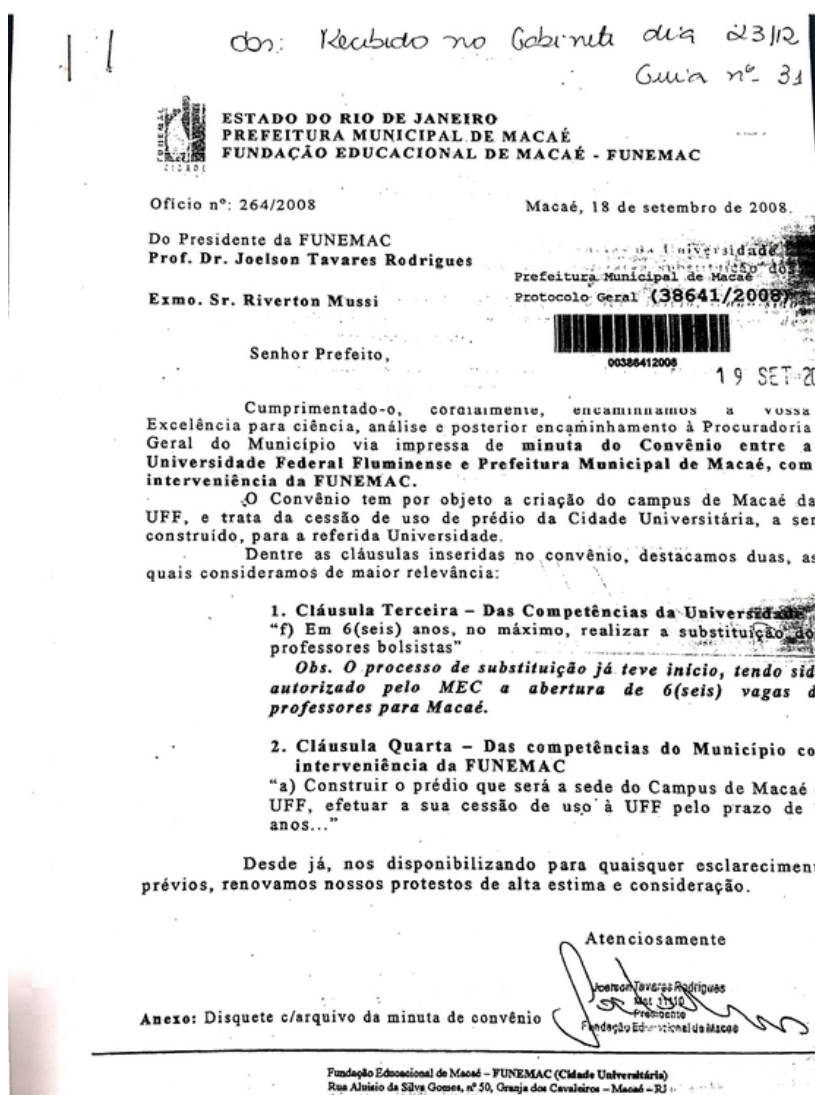 obs: Recibido no Gabinete dia 23/12
Guia nº 31
FUNEMAC
CIDADE
ESTADO DO RIO DE JANEIRO
PREFEITURA MUNICIPAL DE MACAÉ
FUNDAÇÃO EDUCACIONAL DE MACAÉ - FUNEMAC
Ofício nº: 264/2008
Macaé, 18 de setembro de 2008.
Do Presidente da FUNEMAC
Prof. Dr. Joelson Tavares Rodrigues
Universidade
Prefeitura Municipal de Macaé
Exmo. Sr. Riverton Mussi
Protocolo Geral (38641/2008)
00386412008
Senhor Prefeito,
19 SET 20
Cumprimentado-o, cordialmente, encaminhamos a vossa
Excelência para ciência, análise e posterior encaminhamento à Procuradoria
Geral do Município via impressa de minuta do Convênio entre a
Universidade Federal Fluminense e Prefeitura Municipal de Macaé, com
interveniência da FUNEMAC.
O Convênio tem por objeto a criação do campus de Macaé da
UFF, e trata da cessão de uso de prédio da Cidade Universitária, a ser
construído, para a referida Universidade.
Dentre as cláusulas inseridas no convênio, destacamos duas, as
quais consideramos de maior relevância:
1. Cláusula Terceira – Das Competências da Universidade
"f) Em 6(seis) anos, no máximo, realizar a substituição do
professores bolsistas"
Obs. O processo de substituição já teve início, tendo sid
autorizado pelo MEC a abertura de 6(seis) vagas d
professores para Macaé.
2. Cláusula Quarta – Das competências do Município co
interveniência da FUNEMAC
"a) Construir o prédio que será a sede do Campus de Macaé
UFF, efetuar a sua cessão de uso à UFF pelo prazo de
anos..."
Desde já, nos disponibilizando para quaisquer esclareciment
prévios, renovamos nossos protestos de alta estima e consideração.
Atenciosamente
Joelson Tavares Rodrigues
Mat 11110
Presidente
Fundação Educacional de Macaé
Anexo: Disquete c/arquivo da minuta de convênio
Fundação Educacional de Macaé – FUNEMAC (Cidade Universitária)
Rua Aluisio da Silva Gomes, nº 50, Granja dos Cavaleiros – Macaé – RJ